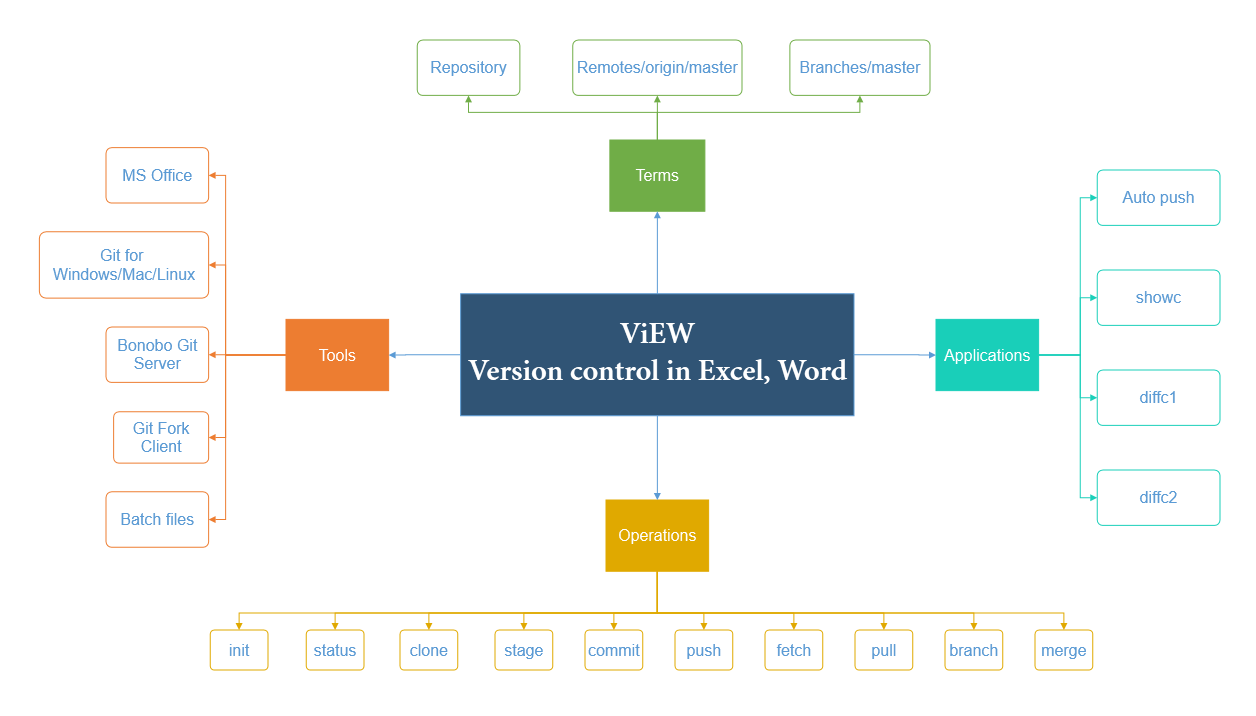 Repository
Remotes/origin/master
Branches/master
Terms
MS Office
Git for
Windows/Mac/Linux
Bonobo Git
Server
Git Fork
Client
Batch files
Tools
ViEW
Version control in Excel, Word
Applications
Auto push
showc
diffc1
diffc2
Operations
init
status
clone
stage
commit
push
fetch
pull
branch
merge